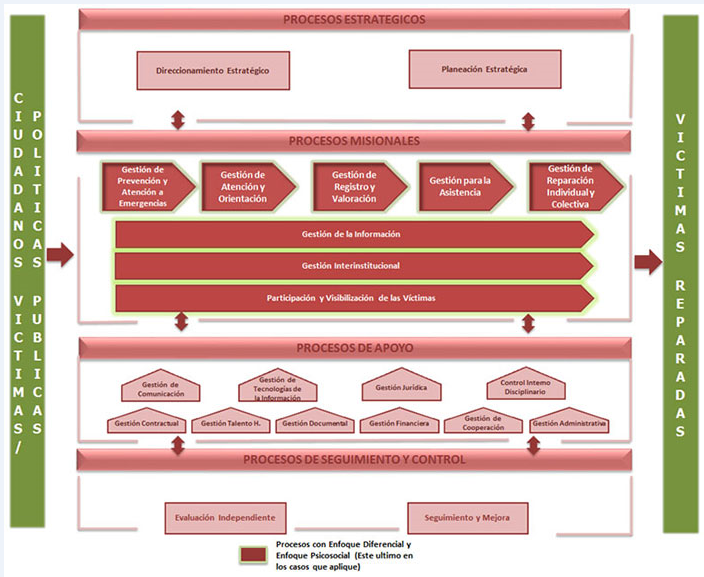 PROCESOS ESTRATEGICOS
CIUDADANOS VICTIMAS/
POLITICAS PUBLICAS
Direccionamiento Estratégico
Planeación Estratégica
VICTIMAS REPARADAS
PROCESOS MISIONALES
Gestión de
Prevención y
Atención a
Emergencias
Gestión de
Atención y
Orientación
Gestión de
Registro y
Valoración
Gestión para la
Asistencia
Gestión de
Reparación
Individual y
Colectiva
Gestión de la Información
Gestión Interinstitucional
Participación y Visibilización de las Víctimas
PROCESOS DE APOYO
Gestión de
Comunicación
Gestión de
Tecnologías de
la Información
Gestión Jurídica
Control Interno
Disciplinario
Gestión Contractual
Gestión Talento H.
Gestión Documental
Gestión Financiera
Gestión de
Cooperación
Gestión Administrativa
PROCESOS DE SEGUIMIENTO Y CONTROL
Evaluación Independiente
Seguimiento y Mejora
Procesos con Enfoque Diferencial y
Enfoque Psicosocial (Este ultimo en
los casos que aplique)